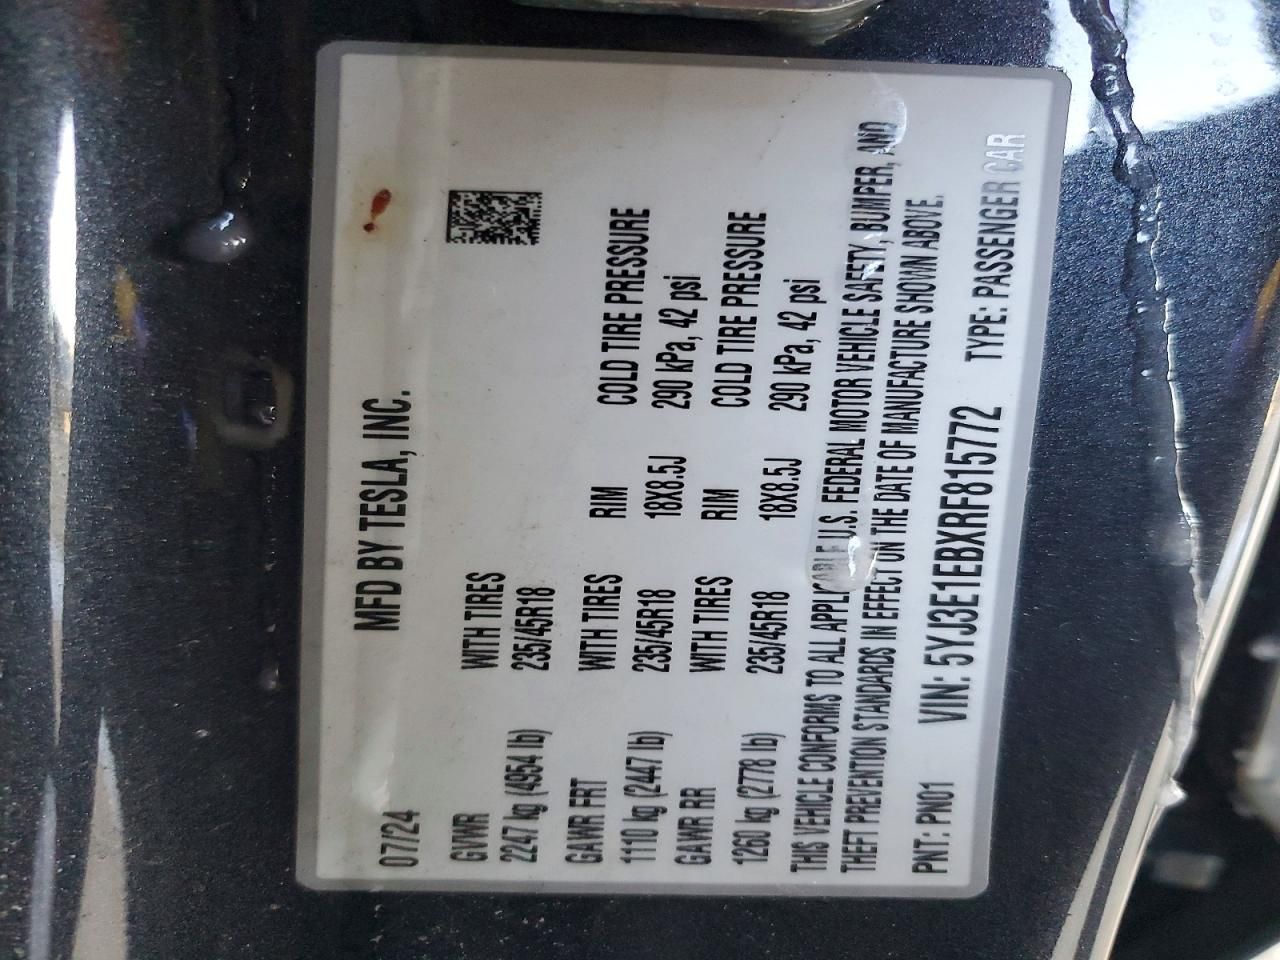 MFD BY TESLA, INC.
07/24
GVWR WITH TIRES
2247 kg (4954 lb) 235/45R18
GAWR FRT WITH TIRES RIM COLD TIRE PRESSURE
1110 kg (2447 lb) 235/45R18 18X8.5J 290 kPa, 42 psi
GAWR RR WITH TIRES RIM COLD TIRE PRESSURE
1260 kg (2778 lb) 235/45R18 18X8.5J 290 kPa, 42 psi
THIS VEHICLE CONFORMS TO ALL APPLICABLE U.S. FEDERAL MOTOR VEHICLE SAFETY, BUMPER, AND
THEFT PREVENTION STANDARDS IN EFFECT ON THE DATE OF MANUFACTURE SHOWN ABOVE.
PNT: PN01 VIN: 5YJ3E1EBXRF815772 TYPE: PASSENGER CAR